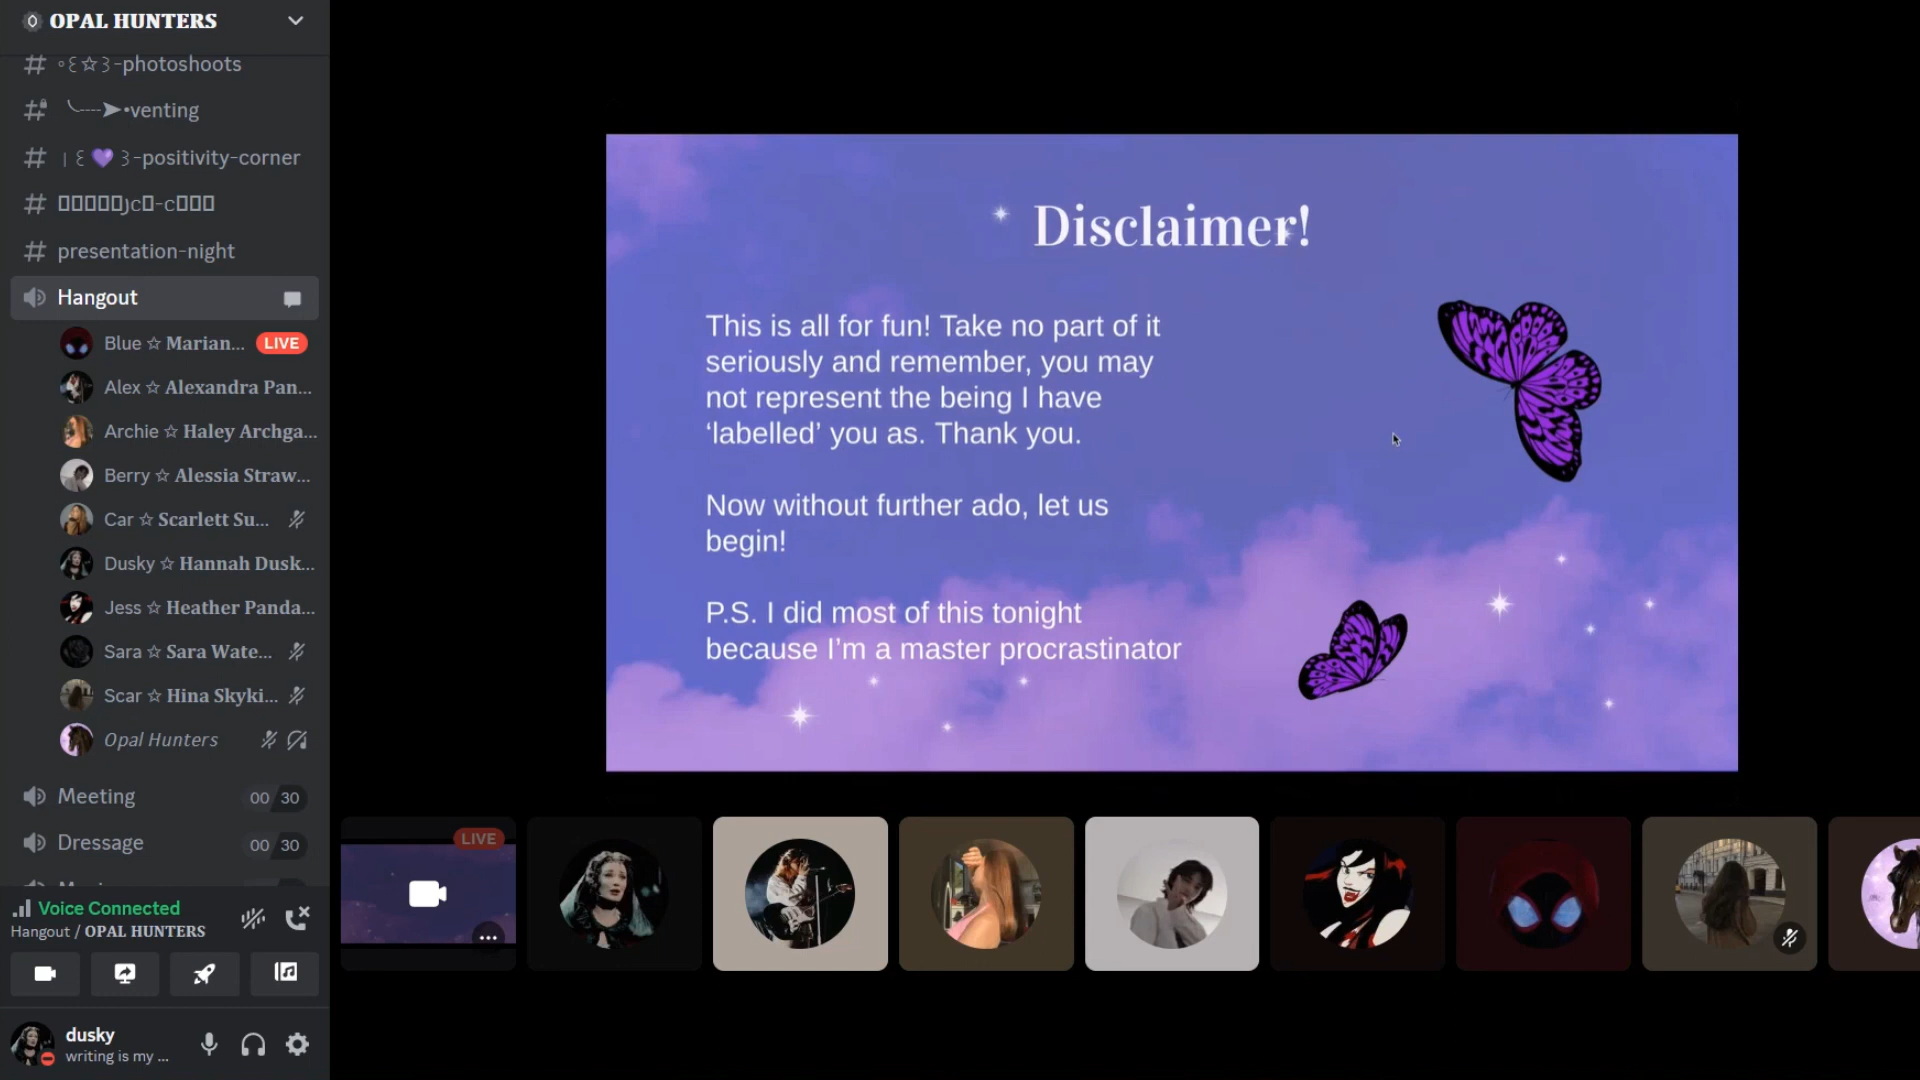 OPAL HUNTERS
# ◦꒰☆꒱-photoshoots
╰┈➤•venting
# ︱꒰💜꒱-positivity-corner
# presentation-night
Hangout
Blue ☆ Marian... LIVE
Alex ☆ Alexandra Pan...
Archie ☆ Haley Archga...
Berry ☆ Alessia Straw...
Car ☆ Scarlett Su...
Dusky ☆ Hannah Dusk...
Jess ☆ Heather Panda...
Sara ☆ Sara Wate...
Scar ☆ Hina Skyki...
Opal Hunters
Meeting 00 30
Dressage 00 30
Voice Connected
Hangout / OPAL HUNTERS
dusky
writing is my ...
Disclaimer!
This is all for fun! Take no part of it
seriously and remember, you may
not represent the being I have
‘labelled’ you as. Thank you.
Now without further ado, let us
begin!
P.S. I did most of this tonight
because I’m a master procrastinator
LIVE